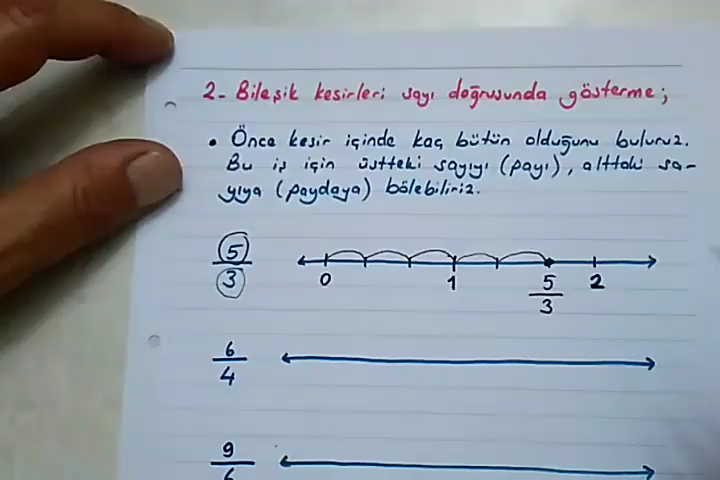 2- Bileşik kesirleri sayı doğrusunda gösterme;
• Önce kesir içinde kaç bütün olduğunu buluruz.
Bu iş için üstteki sayıyı (payı), alttaki sa-
yıya (paydaya) bölebiliriz.
5
3
0 1 5 2
3
6
4
9
6